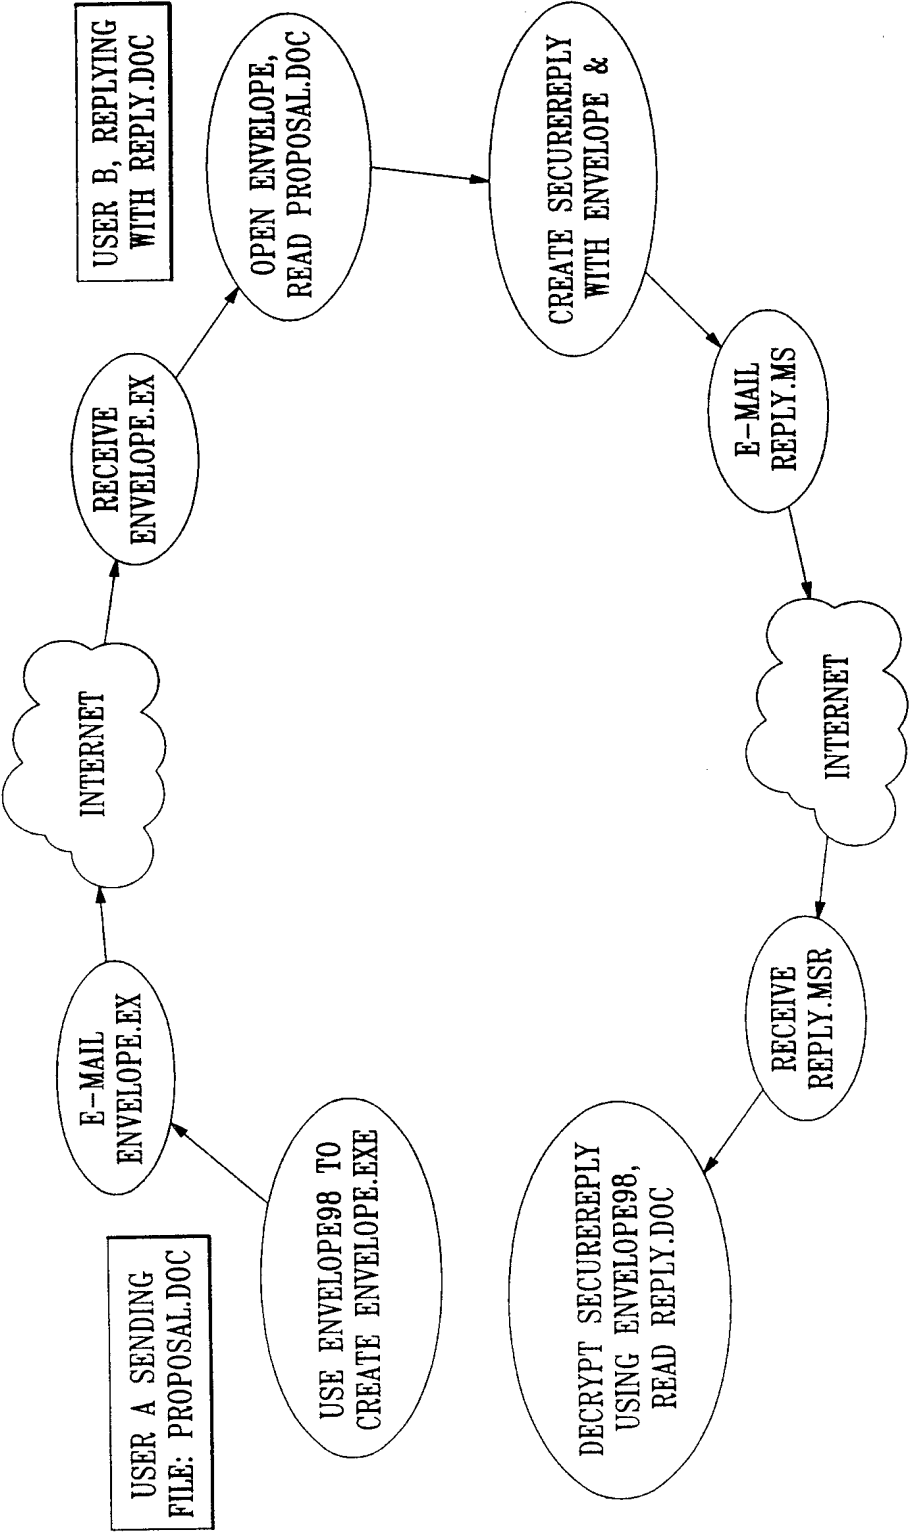 USER A SENDING
FILE: PROPOSAL.DOC
USE ENVELOPE98 TO
CREATE ENVELOPE.EXE
E-MAIL
ENVELOPE.EX
INTERNET
RECEIVE
ENVELOPE.EX
USER B, REPLYING
WITH REPLY.DOC
OPEN ENVELOPE,
READ PROPOSAL.DOC
CREATE SECUREREPLY
WITH ENVELOPE &
E-MAIL
REPLY.MS
INTERNET
RECEIVE
REPLY.MSR
DECRYPT SECUREREPLY
USING ENVELOPE98,
READ REPLY.DOC